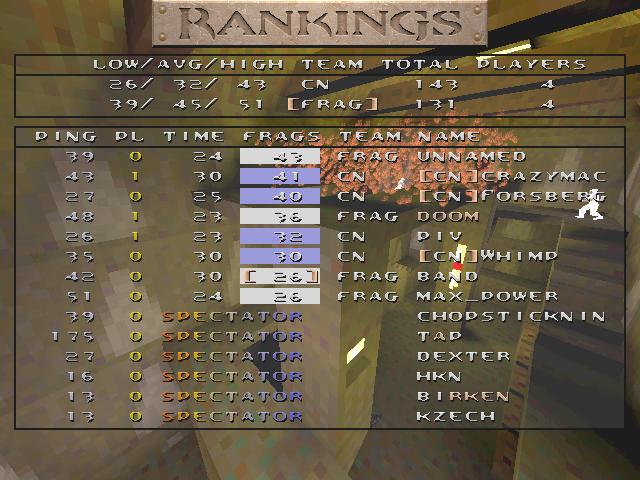 RANKINGS
LOW/AVG/HIGH TEAM TOTAL PLAYERS
26/ 32/ 43 CN 143 4
39/ 45/ 51 [FRAG] 131 4
PING PL TIME FRAGS TEAM NAME
39 0 24 43 FRAG UNNAMED
43 1 30 41 CN [CN]CRAZYMAC
27 0 25 40 CN [CN]FORSBERG
48 1 23 36 FRAG DOOM
26 1 23 32 CN PIV
35 0 30 30 CN [CN]WHIMP
42 0 30 [ 26] FRAG BAND
51 0 24 26 FRAG MAX_POWER
39 0 SPECTATOR CHOPSTICKNIN
175 0 SPECTATOR TAP
27 0 SPECTATOR DEXTER
16 0 SPECTATOR HKN
13 0 SPECTATOR BIRKEN
13 0 SPECTATOR KZECH